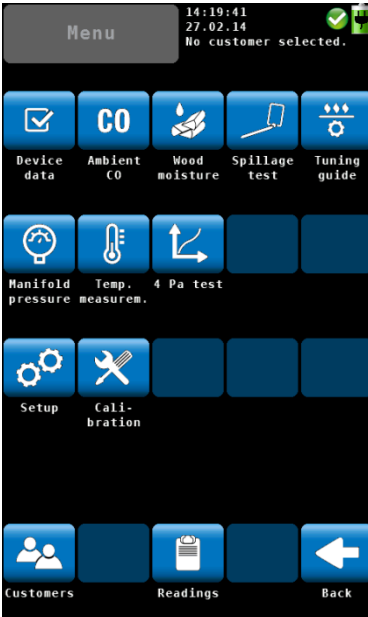 Menu
14:19:41
27.02.14
No customer selected.
CO
Device
data
Ambient
CO
Wood
moisture
Spillage
test
Tuning
guide
Manifold
pressure
Temp.
measurem.
4 Pa test
Setup
Cali-
bration
Customers
Readings
Back